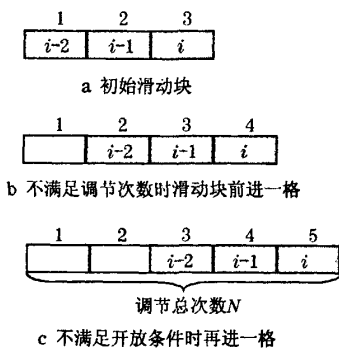 1 2 3
i-2 i-1 i
a 初始滑动块
1 2 3 4
i-2 i-1 i
b 不满足调节次数时滑动块前进一格
1 2 3 4 5
i-2 i-1 i
调节总次数N
c 不满足开放条件时再进一格